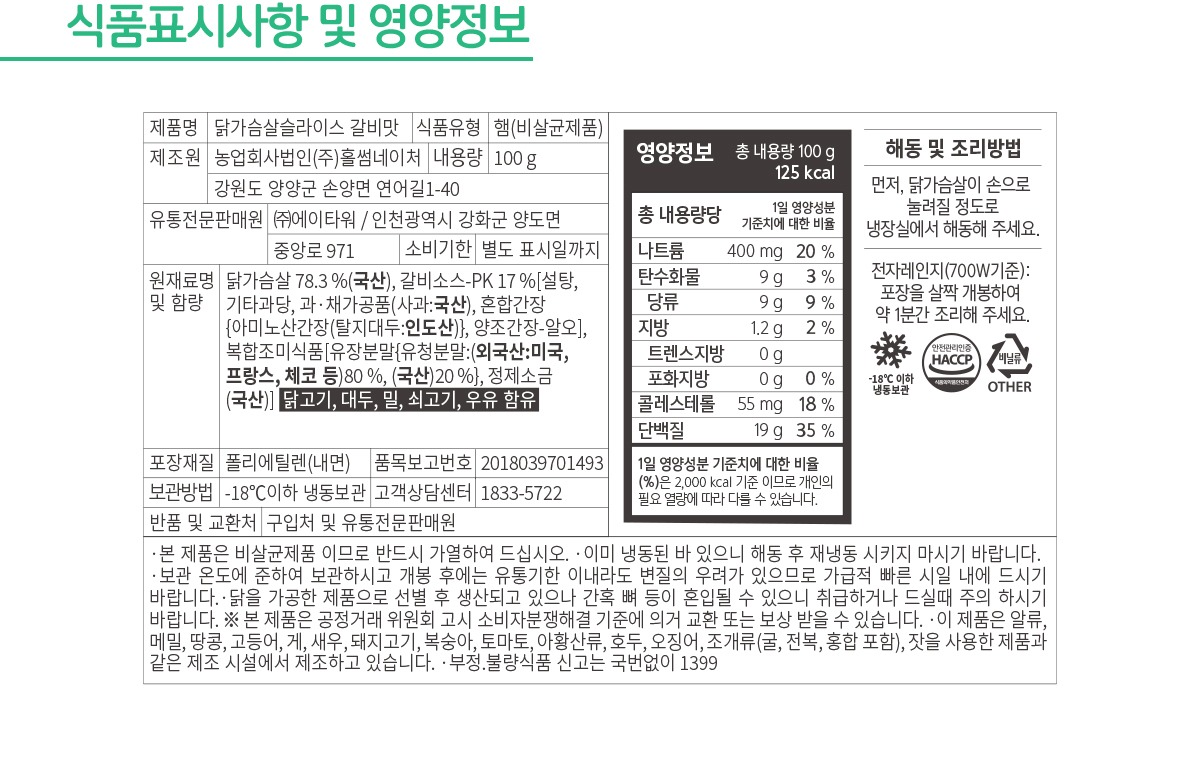 식품표시사항 및 영양정보
제품명 닭가슴살슬라이스 갈비맛 식품유형 햄(비살균제품)
제조원 농업회사법인(주)홀썸네이처 내용량 100 g
강원도 양양군 손양면 연어길1-40
유통전문판매원 ㈜에이타워 / 인천광역시 강화군 양도면
중앙로 971 소비기한 별도 표시일까지
원재료명 및 함량
닭가슴살 78.3 %(국산), 갈비소스-PK 17 %[설탕,
기타과당, 과·채가공품(사과:국산), 혼합간장
{아미노산간장(탈지대두:인도산)}, 양조간장-알오],
복합조미식품[유장분말{유청분말:(외국산:미국,
프랑스, 체코 등)80 %, (국산)20 %}, 정제소금
(국산)] 닭고기, 대두, 밀, 쇠고기, 우유 함유
포장재질 폴리에틸렌(내면) 품목보고번호 2018039701493
보관방법 -18℃이하 냉동보관 고객상담센터 1833-5722
반품 및 교환처 구입처 및 유통전문판매원
영양정보 총 내용량 100 g
125 kcal
총 내용량당 1일 영양성분
기준치에 대한 비율
나트륨 400 mg 20 %
탄수화물 9 g 3 %
당류 9 g 9 %
지방 1.2 g 2 %
트렌스지방 0 g
포화지방 0 g 0 %
콜레스테롤 55 mg 18 %
단백질 19 g 35 %
1일 영양성분 기준치에 대한 비율
(%)은 2,000 kcal 기준 이므로 개인의
필요 열량에 따라 다를 수 있습니다.
해동 및 조리방법
먼저, 닭가슴살이 손으로
눌려질 정도로
냉장실에서 해동해 주세요.
전자레인지(700W기준):
포장을 살짝 개봉하여
약 1분간 조리해 주세요.
-18℃ 이하
냉동보관
안전관리인증
HACCP
식품의약품안전처
비닐류
OTHER
·본 제품은 비살균제품 이므로 반드시 가열하여 드십시오. ·이미 냉동된 바 있으니 해동 후 재냉동 시키지 마시기 바랍니다.
·보관 온도에 준하여 보관하시고 개봉 후에는 유통기한 이내라도 변질의 우려가 있으므로 가급적 빠른 시일 내에 드시기
바랍니다.·닭을 가공한 제품으로 선별 후 생산되고 있으나 간혹 뼈 등이 혼입될 수 있으니 취급하거나 드실때 주의 하시기
바랍니다. ※ 본 제품은 공정거래 위원회 고시 소비자분쟁해결 기준에 의거 교환 또는 보상 받을 수 있습니다. ·이 제품은 알류,
메밀, 땅콩, 고등어, 게, 새우, 돼지고기, 복숭아, 토마토, 아황산류, 호두, 오징어, 조개류(굴, 전복, 홍합 포함), 잣을 사용한 제품과
같은 제조 시설에서 제조하고 있습니다. ·부정.불량식품 신고는 국번없이 1399